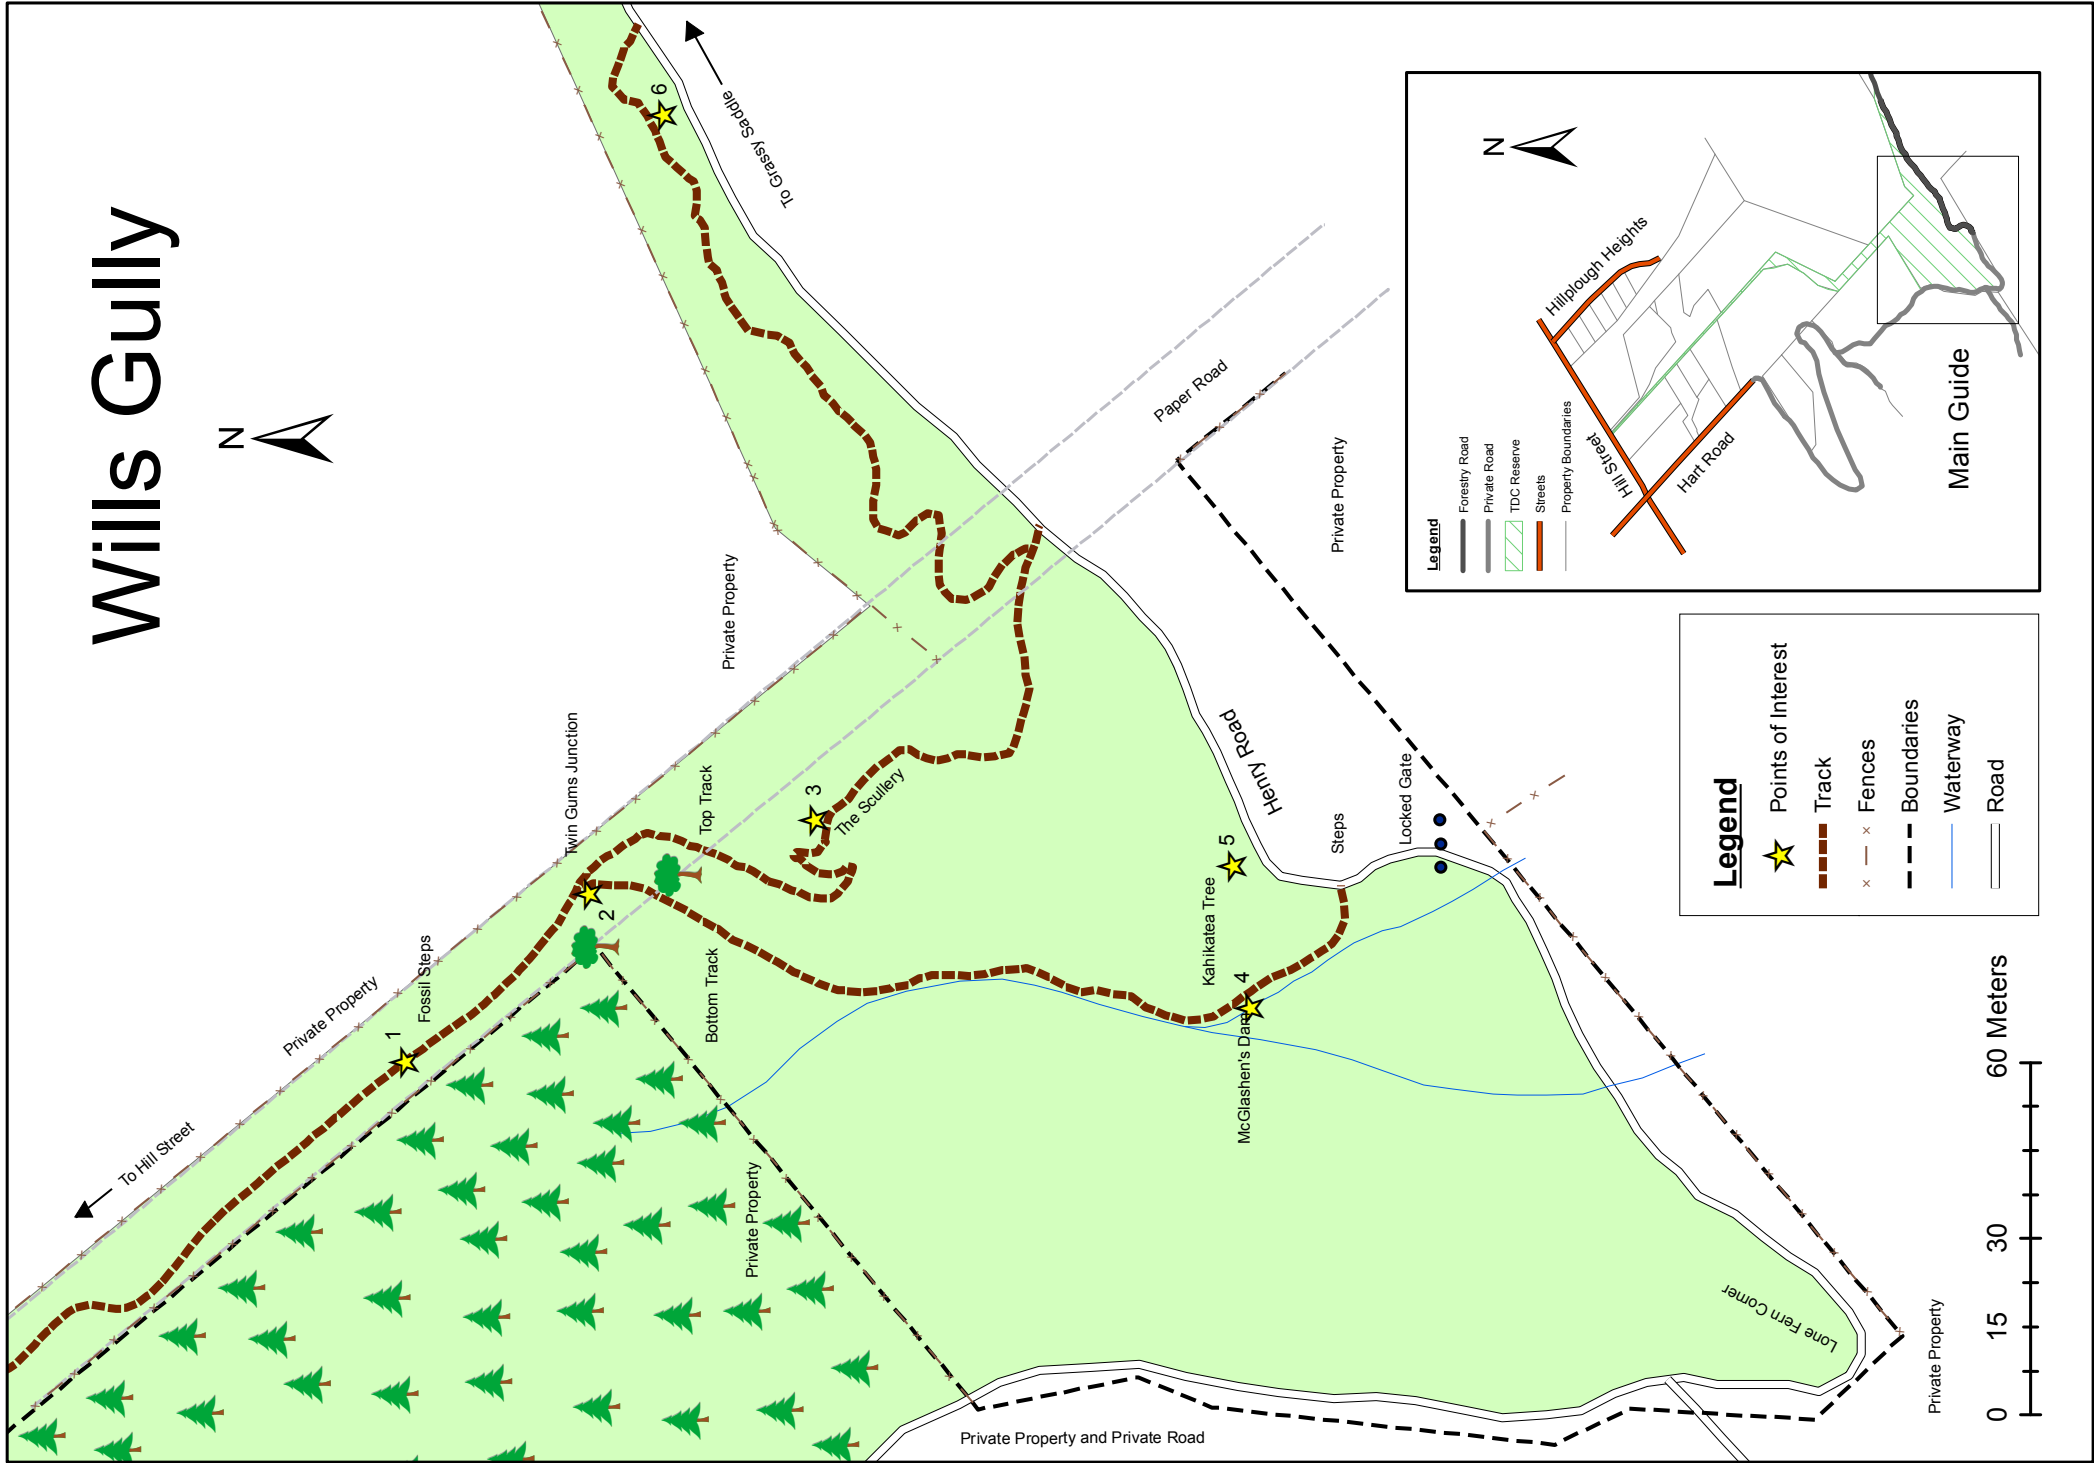 Wills Gully
N
To Hill Street
Private Property
1
Fossil Steps
Twin Gums Junction
2
Top Track
Bottom Track
Private Property
3
The Scullery
Private Property
6
To Grassy Saddle
Paper Road
Private Property
Henry Road
5
Kahikatea Tree
4
McGlashen's Dam
Steps
Locked Gate
Lone Fern Corner
Private Property
Private Property and Private Road
Legend
Points of Interest
Track
Fences
Boundaries
Waterway
Road
0 15 30 60 Meters
N
Hillplough Heights
Hill Street
Hart Road
Legend
Forestry Road
Private Road
TDC Reserve
Streets
Property Boundaries
Main Guide